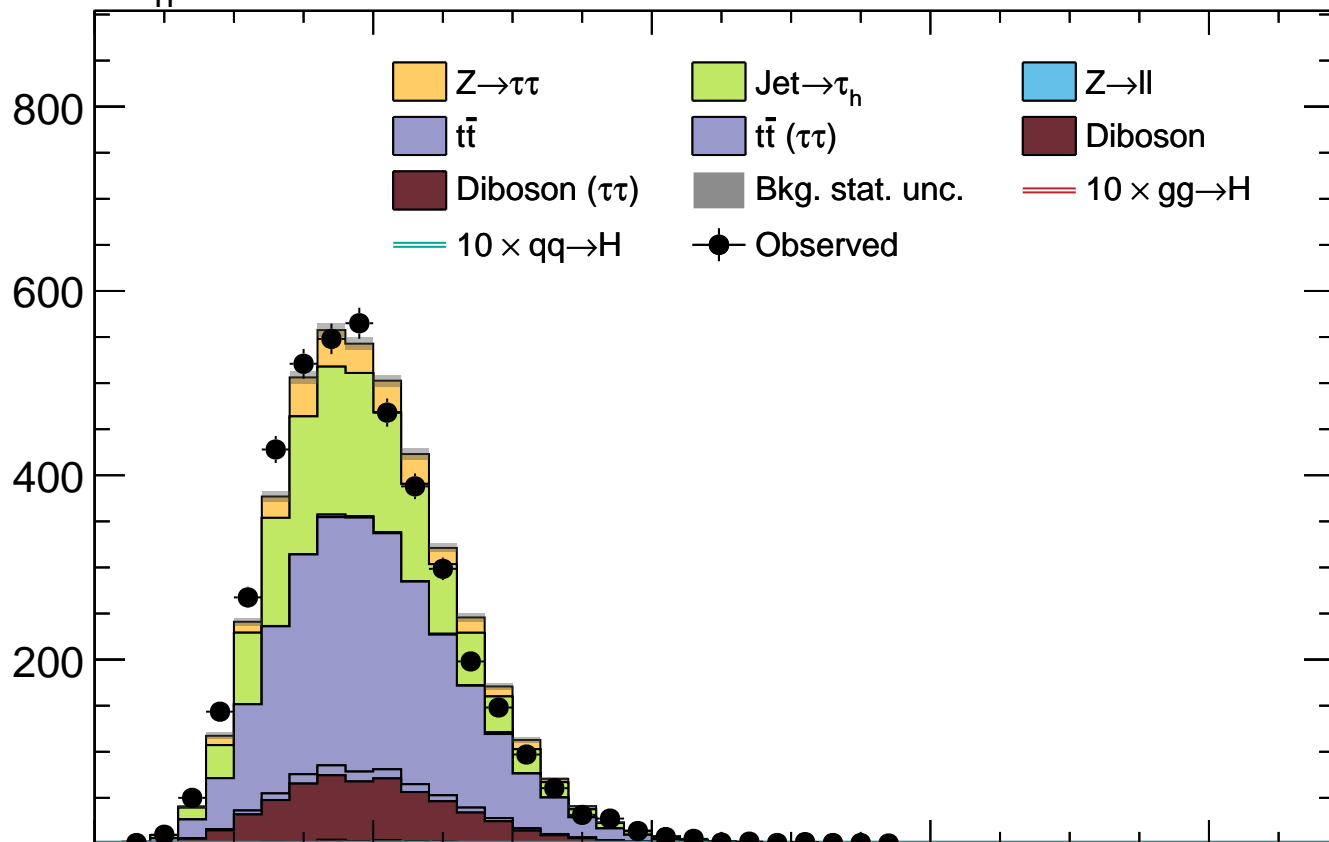 Z→ττ Jet→τh Z→ll
800
tt̄ tt̄ (ττ) Diboson
Diboson (ττ) Bkg. stat. unc. 10 × gg→H
10 × qq→H Observed
600
400
200